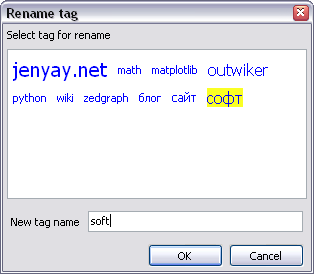 Rename tag
Select tag for rename
jenyay.net math matplotlib outwiker
python wiki zedgraph блог сайт софт
New tag name soft
OK Cancel